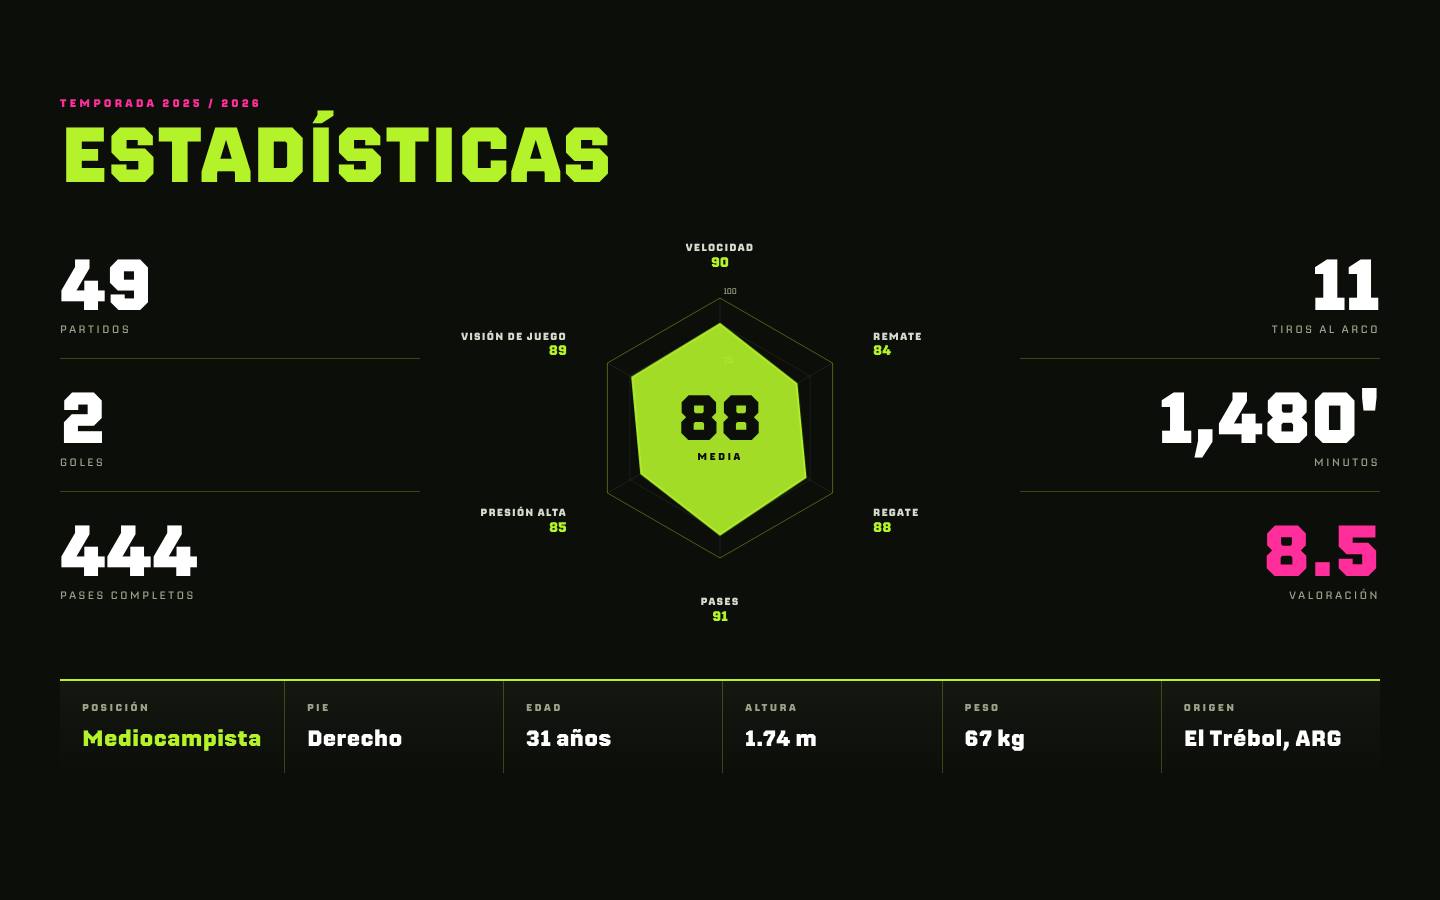 TEMPORADA 2025 / 2026
ESTADÍSTICAS
49
PARTIDOS
2
GOLES
444
PASES COMPLETOS
VELOCIDAD
90
100
VISIÓN DE JUEGO
89
REMATE
84
75
88
MEDIA
PRESIÓN ALTA
85
REGATE
88
PASES
91
11
TIROS AL ARCO
1,480'
MINUTOS
8.5
VALORACIÓN
POSICIÓN
Mediocampista
PIE
Derecho
EDAD
31 años
ALTURA
1.74 m
PESO
67 kg
ORIGEN
El Trébol, ARG